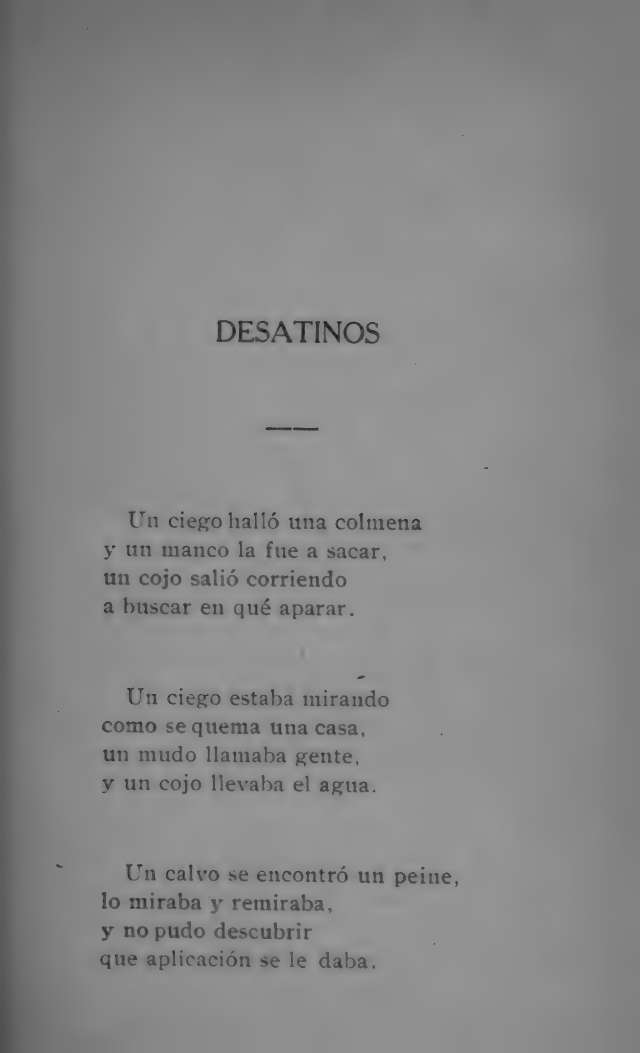 DESATINOS
Un ciego halló una colmena
y un manco la fue a sacar,
un cojo salió corriendo
a buscar en qué aparar.
Un ciego estaba mirando
como se quema una casa,
un mudo llamaba gente,
y un cojo llevaba el agua.
Un calvo se encontró un peine,
lo miraba y remiraba,
y no pudo descubrir
que aplicación se le daba.